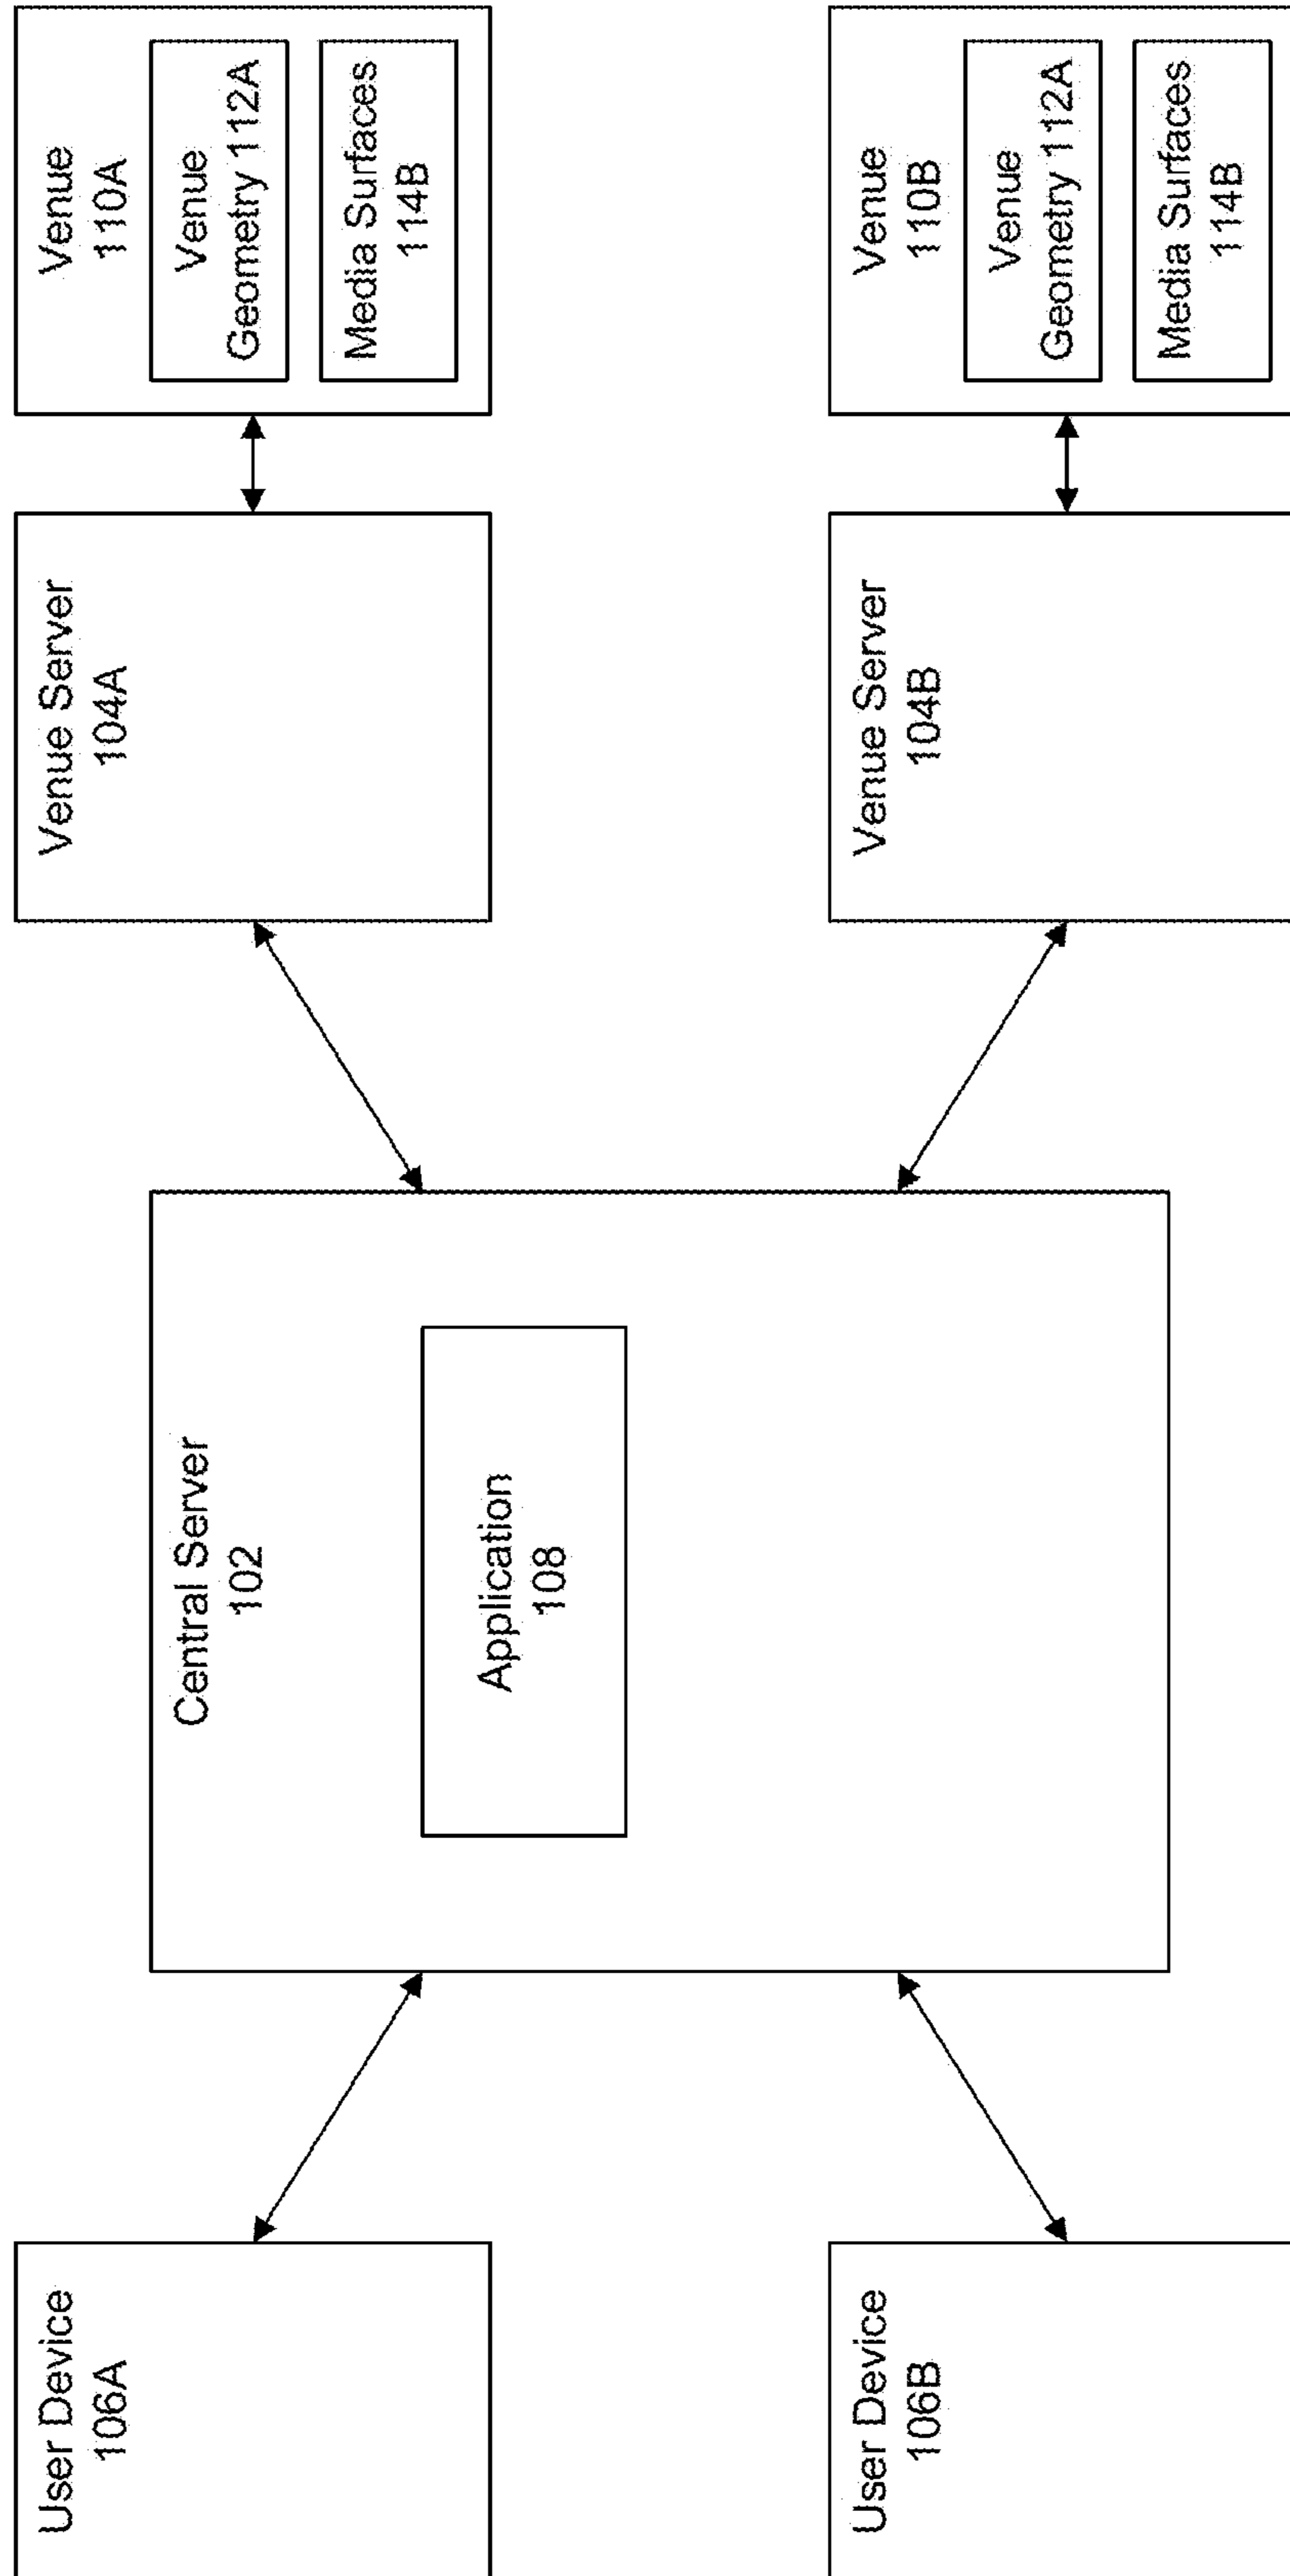 User Device
106A
User Device
106B
Central Server
102
Application
108
Venue Server
104A
Venue Server
104B
Venue
110A
Venue
Geometry 112A
Media Surfaces
114B
Venue
110B
Venue
Geometry 112A
Media Surfaces
114B